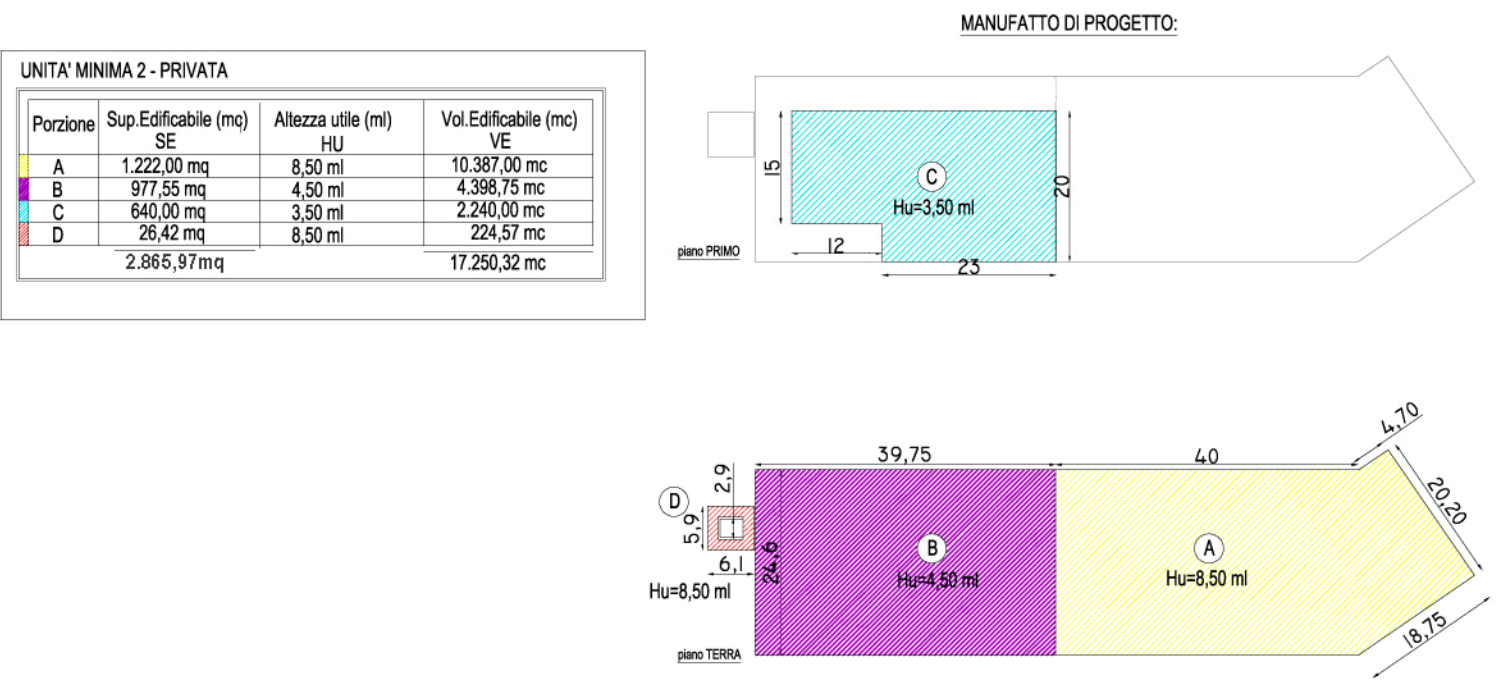 MANUFATTO DI PROGETTO:
UNITA' MINIMA 2 - PRIVATA
Porzione Sup.Edificabile (mq) Altezza utile (ml) Vol.Edificabile (mc)
SE HU VE
A 1.222,00 mq 8,50 ml 10.387,00 mc
B 977,55 mq 4,50 ml 4.398,75 mc
C 640,00 mq 3,50 ml 2.240,00 mc
D 26,42 mq 8,50 ml 224,57 mc
2.865,97mq 17.250,32 mc
15
C
20
Hu=3,50 ml
piano PRIMO
12
23
4,70
39,75
40
2,9
20,20
D
5,9
B
A
6,1
24,6
Hu=4,50 ml
Hu=8,50 ml
Hu=8,50 ml
18,75
piano TERRA